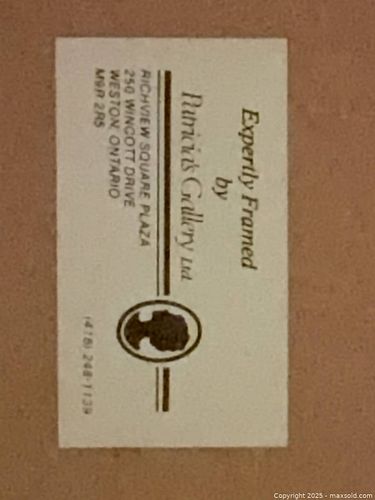 Expertly Framed
by
Patricia's Gallery Ltd.
RICHVIEW SQUARE PLAZA
250 WINCOTT DRIVE
WESTON, ONTARIO
M9R 2R5
(416) 248-1139
Copyright 2025 - maxsold.com